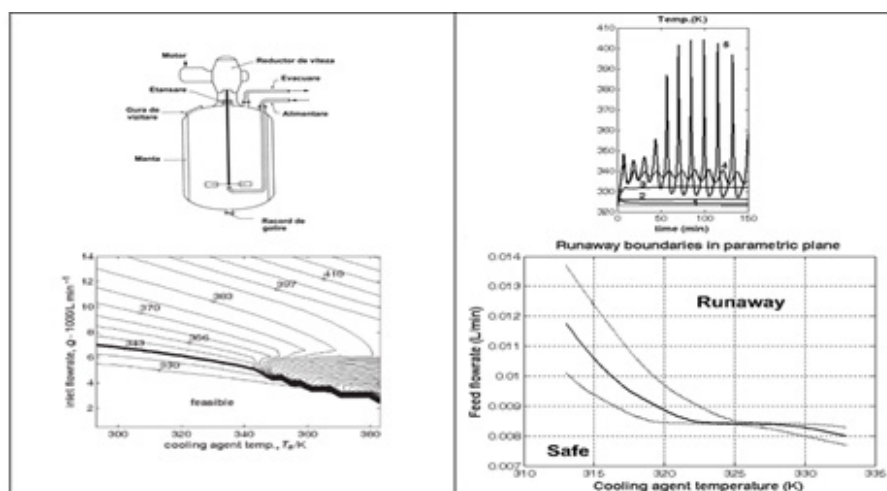 Motor
Reductor de viteza
Evacuare
Etansare
Gura de
vizitare
Alimentare
Manta
Racord de
golire
14
12
10
8
6
4
2
300
320
340
360
380
inlet flowrate, Q · 1000/L min⁻¹
410
397
383
370
356
343
330
feasible
cooling agent temp., Tₐ/K
Temp.(K)
410
400
390
380
370
360
350
340
330
320
0
50
100
150
1
2
3
4
time (min)
Runaway boundaries in parametric plane
0.014
0.013
0.012
0.011
0.01
0.009
0.008
0.007
310
315
320
325
330
335
Feed flowrate (L/min)
Runaway
Safe
Cooling agent temperature (K)